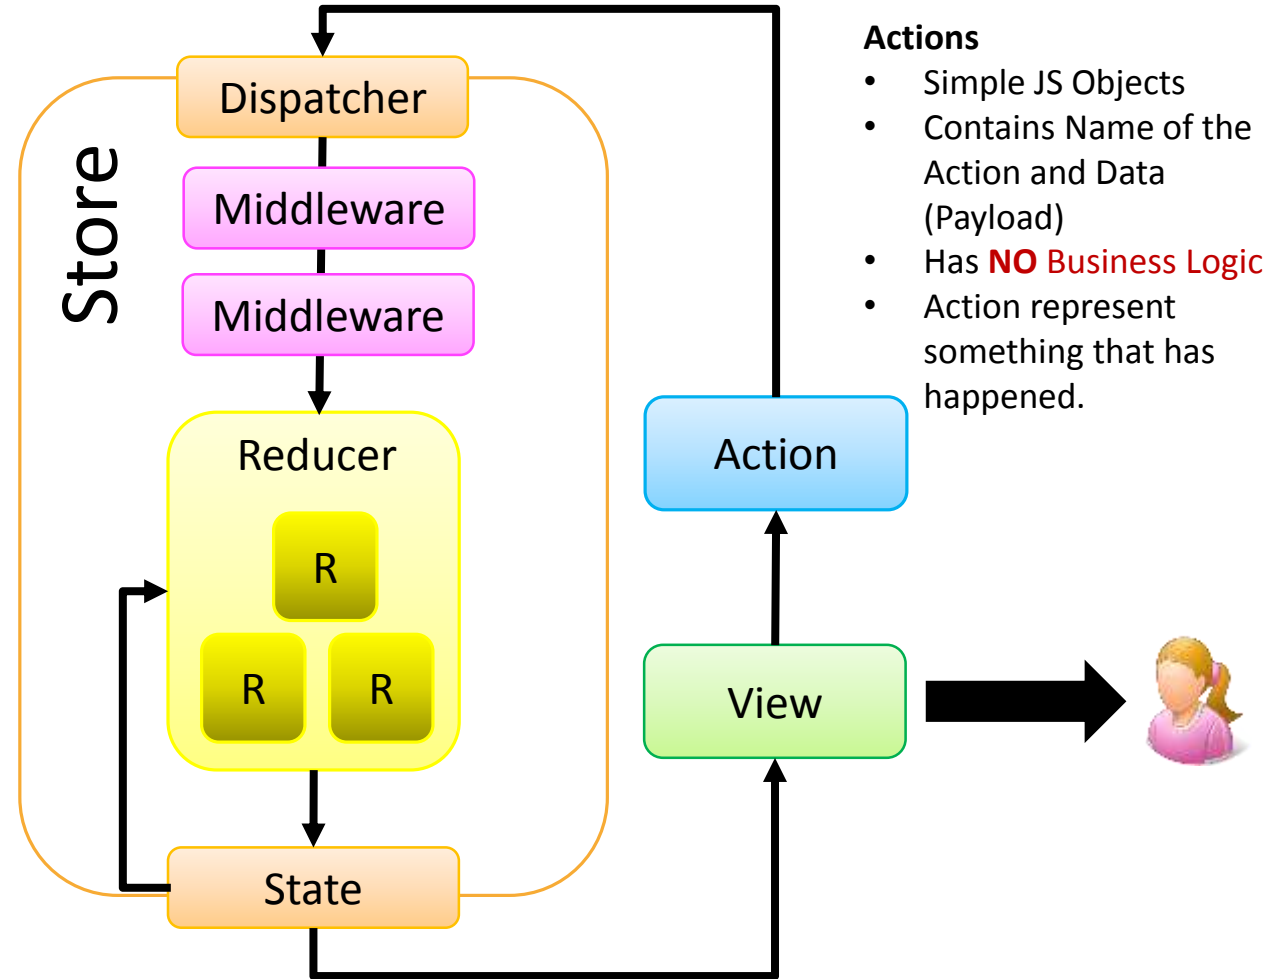 Dispatcher
Store
Middleware
Middleware
Reducer
R
R
R
State
Actions
• Simple JS Objects
• Contains Name of the
Action and Data
(Payload)
• Has NO Business Logic
• Action represent
something that has
happened.
Action
View